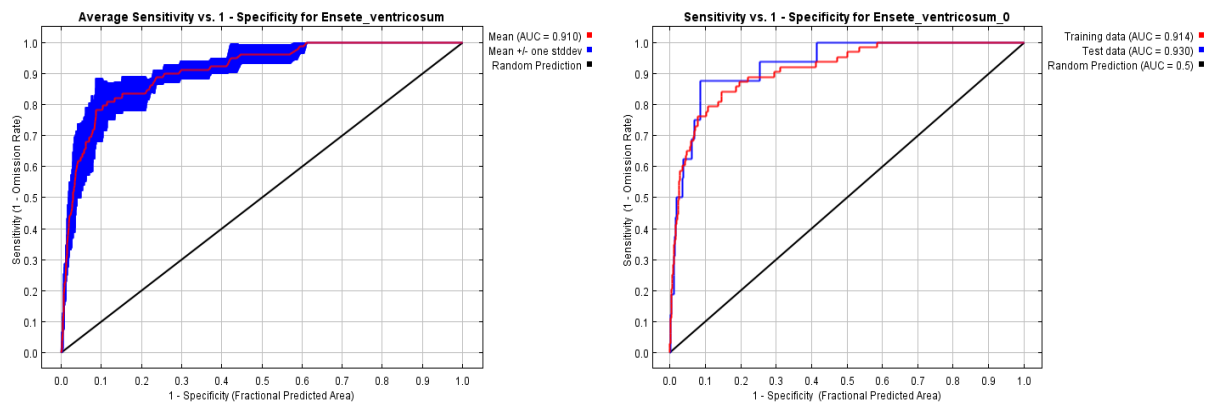 Average Sensitivity vs. 1 - Specificity for Ensete_ventricosum
Mean (AUC = 0.910)
Mean +/- one stddev
Random Prediction
Sensitivity (1 - Omission Rate)
1.0
0.9
0.8
0.7
0.6
0.5
0.4
0.3
0.2
0.1
0.0
0.0 0.1 0.2 0.3 0.4 0.5 0.6 0.7 0.8 0.9 1.0
1 - Specificity (Fractional Predicted Area)
Sensitivity vs. 1 - Specificity for Ensete_ventricosum_0
Training data (AUC = 0.914)
Test data (AUC = 0.930)
Random Prediction (AUC = 0.5)
Sensitivity (1 - Omission Rate)
1.0
0.9
0.8
0.7
0.6
0.5
0.4
0.3
0.2
0.1
0.0
0.0 0.1 0.2 0.3 0.4 0.5 0.6 0.7 0.8 0.9 1.0
1 - Specificity (Fractional Predicted Area)